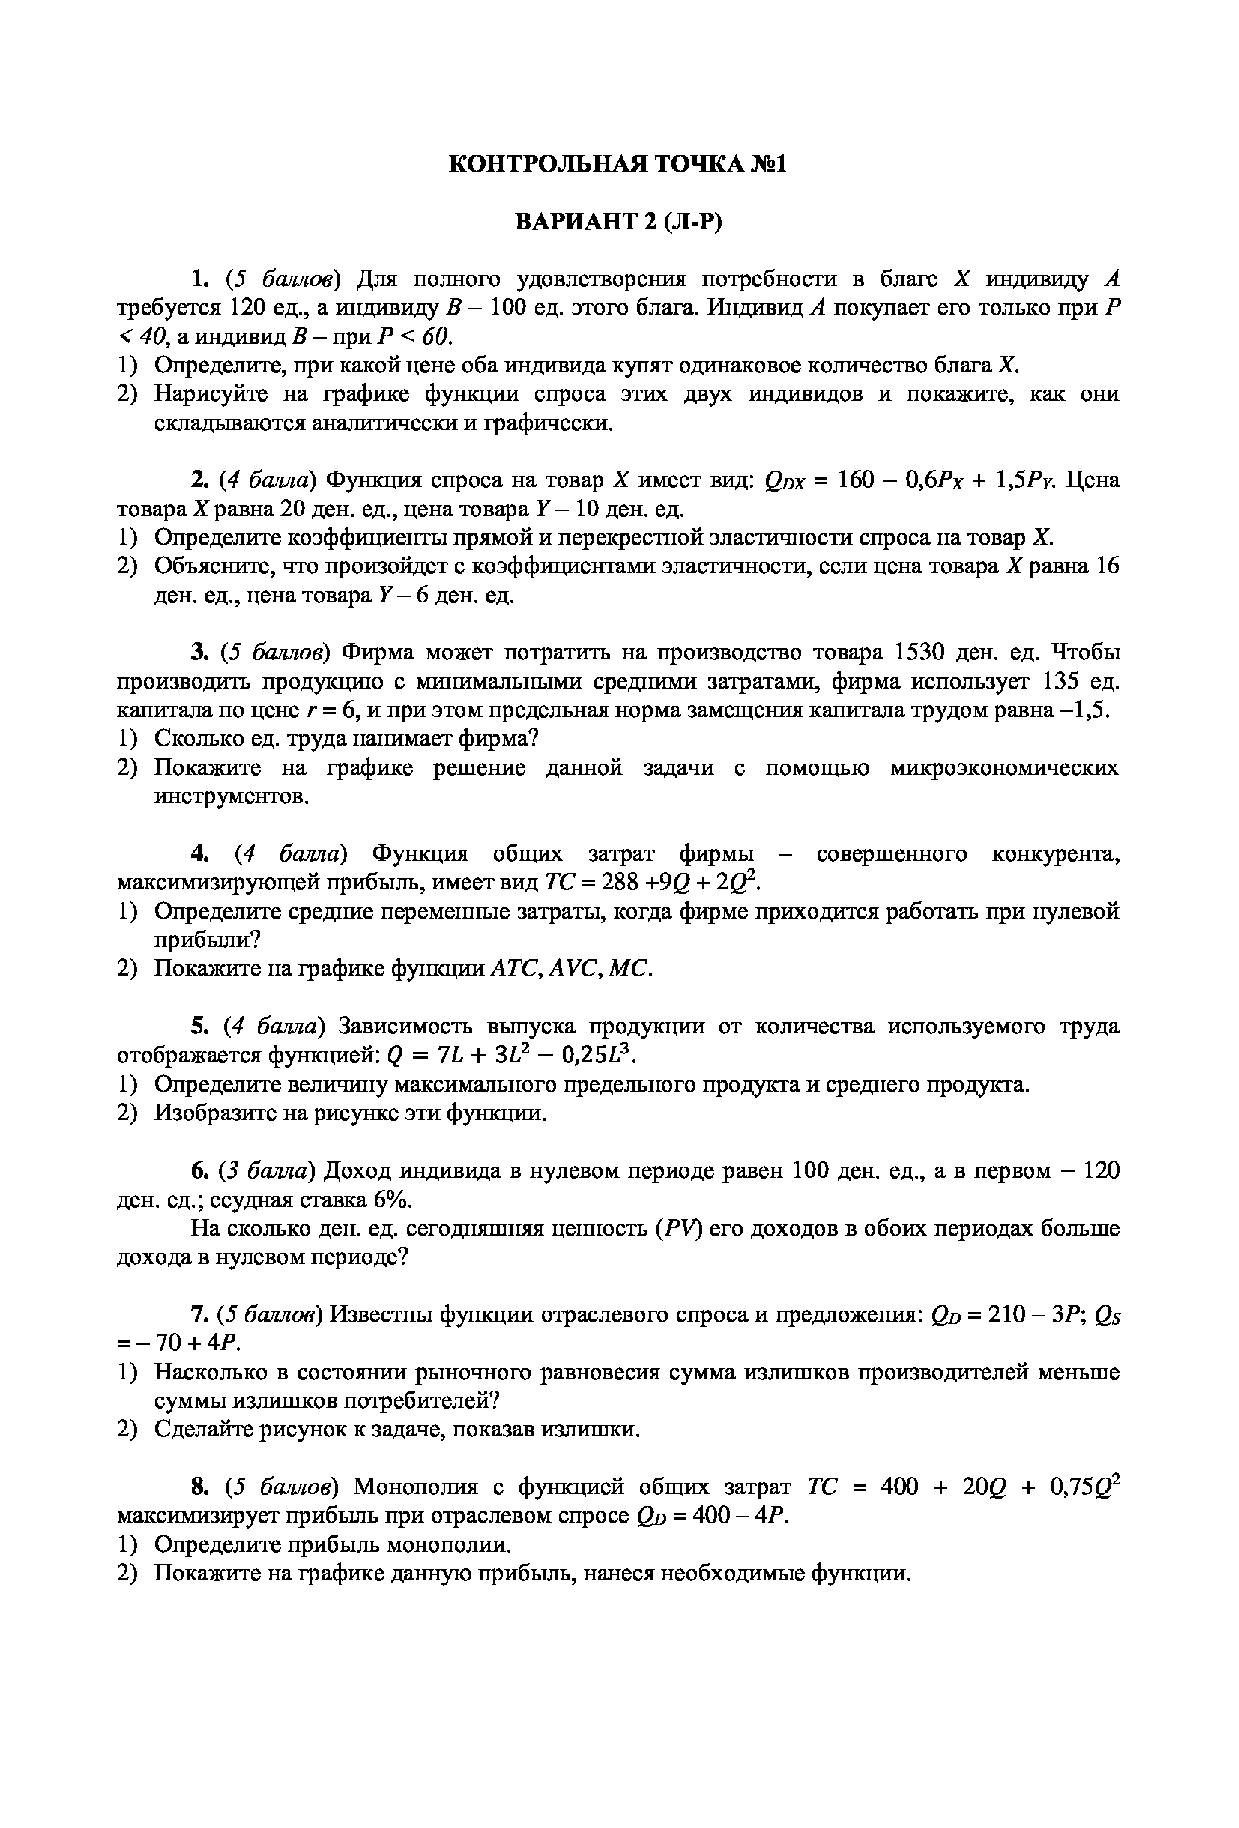 КОНТРОЛЬНАЯ ТОЧКА №1
ВАРИАНТ 2 (Л-Р)
1. (5 баллов) Для полного удовлетворения потребности в благе X индивиду A
требуется 120 ед., а индивиду B – 100 ед. этого блага. Индивид A покупает его только при P
< 40, а индивид B – при P < 60.
1) Определите, при какой цене оба индивида купят одинаковое количество блага X.
2) Нарисуйте на графике функции спроса этих двух индивидов и покажите, как они
складываются аналитически и графически.
2. (4 балла) Функция спроса на товар X имеет вид: QDX = 160 – 0,6PX + 1,5PY. Цена
товара X равна 20 ден. ед., цена товара Y – 10 ден. ед.
1) Определите коэффициенты прямой и перекрестной эластичности спроса на товар X.
2) Объясните, что произойдет с коэффициентами эластичности, если цена товара X равна 16
ден. ед., цена товара Y – 6 ден. ед.
3. (5 баллов) Фирма может потратить на производство товара 1530 ден. ед. Чтобы
производить продукцию с минимальными средними затратами, фирма использует 135 ед.
капитала по цене r = 6, и при этом предельная норма замещения капитала трудом равна –1,5.
1) Сколько ед. труда нанимает фирма?
2) Покажите на графике решение данной задачи с помощью микроэкономических
инструментов.
4. (4 балла) Функция общих затрат фирмы – совершенного конкурента,
максимизирующей прибыль, имеет вид TC = 288 +9Q + 2Q².
1) Определите средние переменные затраты, когда фирме приходится работать при нулевой
прибыли?
2) Покажите на графике функции ATC, AVC, MC.
5. (4 балла) Зависимость выпуска продукции от количества используемого труда
отображается функцией: Q = 7L + 3L² − 0,25L³.
1) Определите величину максимального предельного продукта и среднего продукта.
2) Изобразите на рисунке эти функции.
6. (3 балла) Доход индивида в нулевом периоде равен 100 ден. ед., а в первом – 120
ден. ед.; ссудная ставка 6%.
На сколько ден. ед. сегодняшняя ценность (PV) его доходов в обоих периодах больше
дохода в нулевом периоде?
7. (5 баллов) Известны функции отраслевого спроса и предложения: QD = 210 – 3P; QS
= – 70 + 4P.
1) Насколько в состоянии рыночного равновесия сумма излишков производителей меньше
суммы излишков потребителей?
2) Сделайте рисунок к задаче, показав излишки.
8. (5 баллов) Монополия с функцией общих затрат TC = 400 + 20Q + 0,75Q²
максимизирует прибыль при отраслевом спросе QD = 400 – 4P.
1) Определите прибыль монополии.
2) Покажите на графике данную прибыль, нанеся необходимые функции.